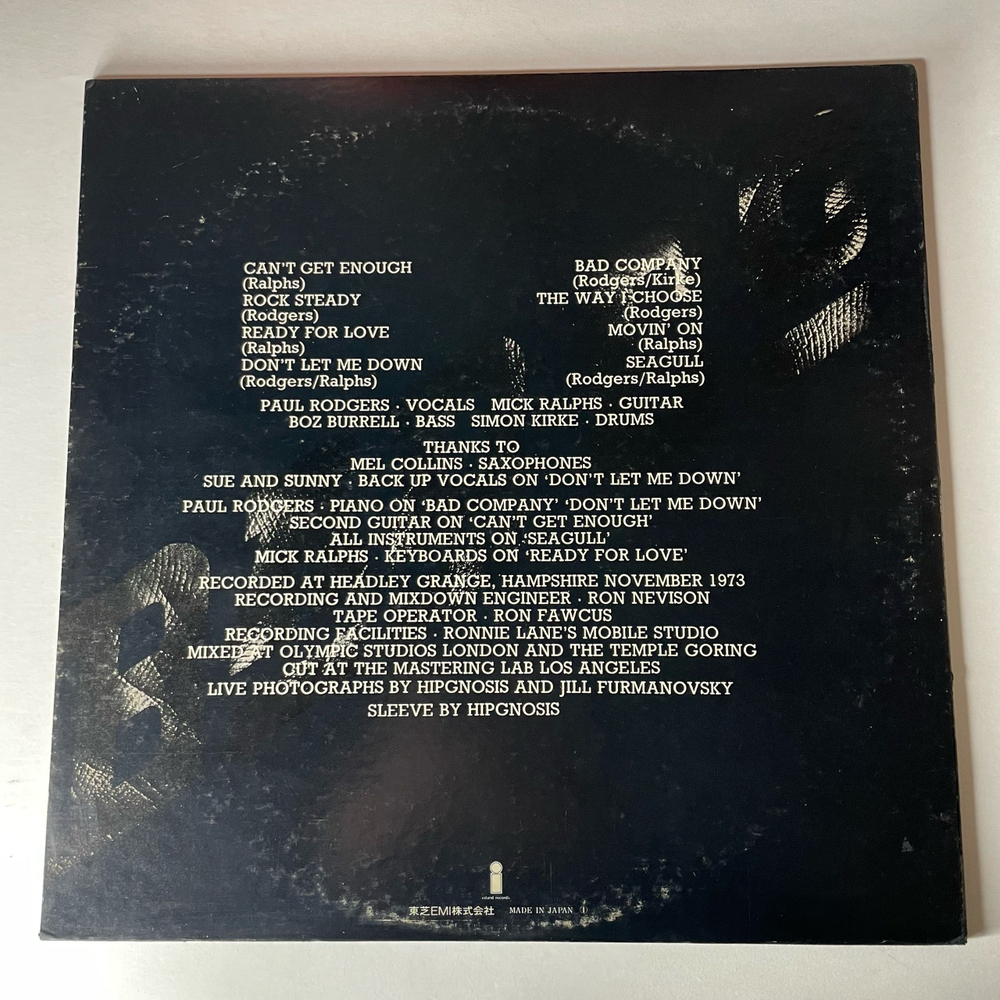 CAN'T GET ENOUGH
(Ralphs)
ROCK STEADY
(Rodgers)
READY FOR LOVE
(Ralphs)
DON'T LET ME DOWN
(Rodgers/Ralphs)
BAD COMPANY
(Rodgers/Kirke)
THE WAY I CHOOSE
(Rodgers)
MOVIN' ON
(Ralphs)
SEAGULL
(Rodgers/Ralphs)
PAUL RODGERS · VOCALS MICK RALPHS · GUITAR
BOZ BURRELL · BASS SIMON KIRKE · DRUMS
THANKS TO
MEL COLLINS · SAXOPHONES
SUE AND SUNNY · BACK UP VOCALS ON 'DON'T LET ME DOWN'
PAUL RODGERS · PIANO ON 'BAD COMPANY' 'DON'T LET ME DOWN'
SECOND GUITAR ON 'CAN'T GET ENOUGH'
ALL INSTRUMENTS ON 'SEAGULL'
MICK RALPHS · KEYBOARDS ON 'READY FOR LOVE'
RECORDED AT HEADLEY GRANGE, HAMPSHIRE NOVEMBER 1973
RECORDING AND MIXDOWN ENGINEER · RON NEVISON
TAPE OPERATOR · RON FAWCUS
RECORDING FACILITIES · RONNIE LANE'S MOBILE STUDIO
MIXED AT OLYMPIC STUDIOS LONDON AND THE TEMPLE GORING
CUT AT THE MASTERING LAB LOS ANGELES
LIVE PHOTOGRAPHS BY HIPGNOSIS AND JILL FURMANOVSKY
SLEEVE BY HIPGNOSIS
island records
東芝EMI株式会社 MADE IN JAPAN ①